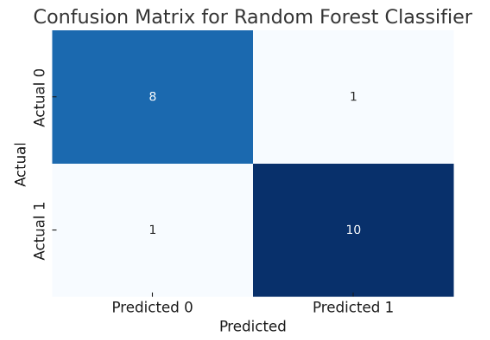 Confusion Matrix for Random Forest Classifier
Actual
Actual 0
8
1
Actual 1
1
10
Predicted 0
Predicted 1
Predicted